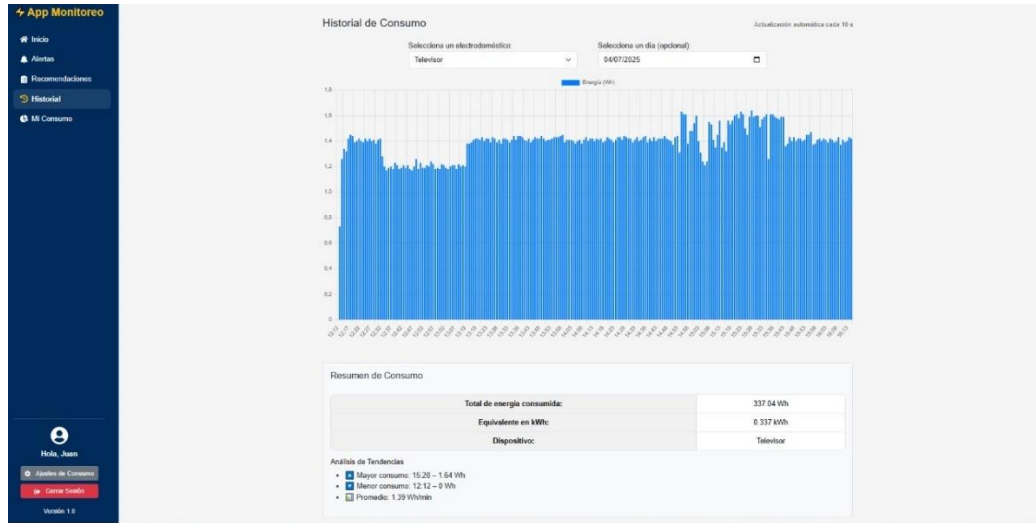 App Monitoreo
Inicio
Alertas
Recomendaciones
Historial
Mi Consumo
Hola, Juan
Ajustes de Consumo
Cerrar Sesión
Versión 1.0
Historial de Consumo
Actualización automática cada 10 s
Selecciona un electrodoméstico
Selecciona un día (opcional)
Televisor
04/07/2025
Energía (Wh)
1,8
1,6
1,4
1,2
1,0
0,8
0,6
0,4
0,2
0
Resumen de Consumo
Total de energía consumida: 337.04 Wh
Equivalente en kWh: 0.337 kWh
Dispositivo: Televisor
Análisis de Tendencias
Mayor consumo: 15:28 – 1.64 Wh
Menor consumo: 12:12 – 0 Wh
Promedio: 1.39 Wh/min